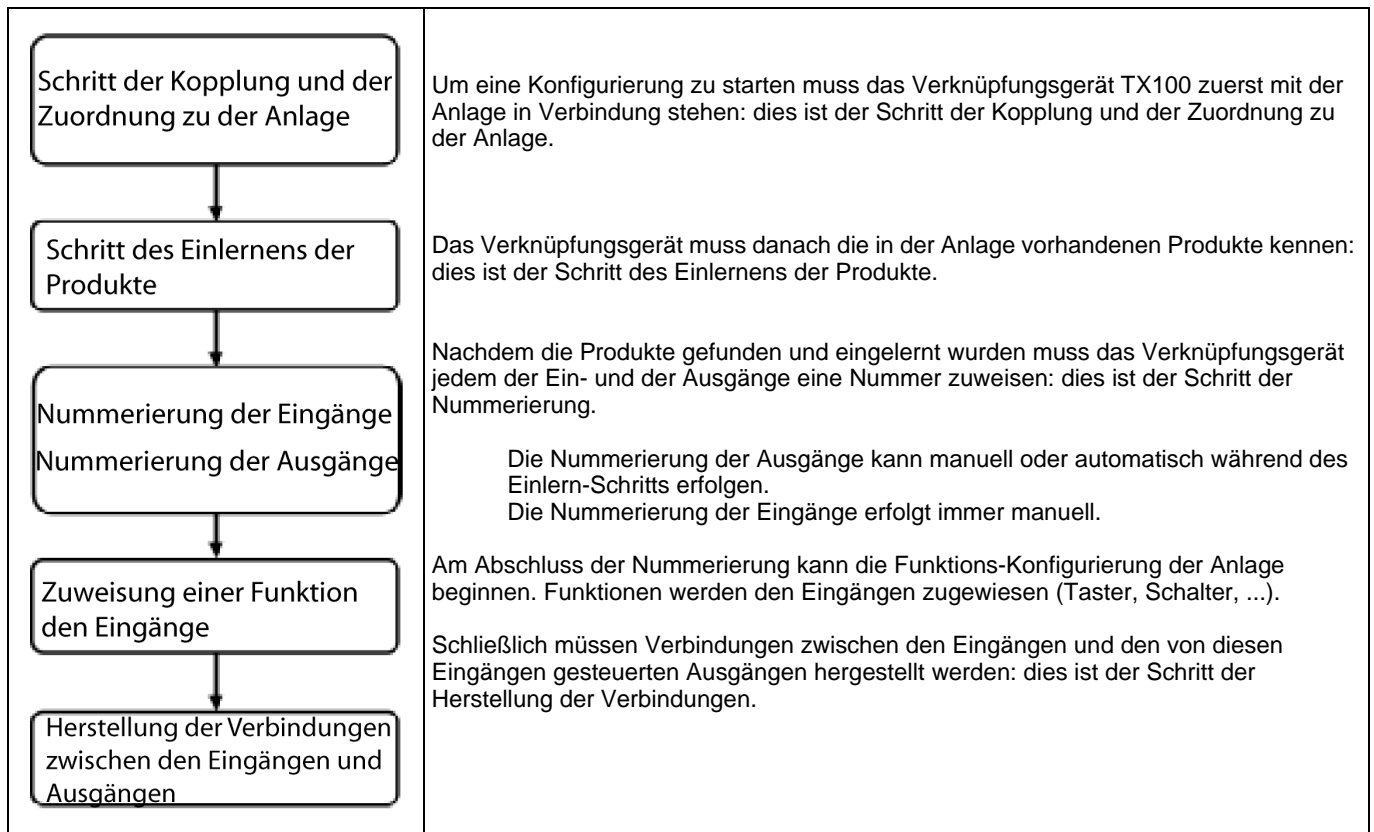 Schritt der Kopplung und der
Zuordnung zu der Anlage
Um eine Konfigurierung zu starten muss das Verknüpfungsgerät TX100 zuerst mit der
Anlage in Verbindung stehen: dies ist der Schritt der Kopplung und der Zuordnung zu
der Anlage.
Schritt des Einlernens der
Produkte
Das Verknüpfungsgerät muss danach die in der Anlage vorhandenen Produkte kennen:
dies ist der Schritt des Einlernens der Produkte.
Nummerierung der Eingänge
Nummerierung der Ausgänge
Nachdem die Produkte gefunden und eingelernt wurden muss das Verknüpfungsgerät
jedem der Ein- und der Ausgänge eine Nummer zuweisen: dies ist der Schritt der
Nummerierung.
Die Nummerierung der Ausgänge kann manuell oder automatisch während des
Einlern-Schritts erfolgen.
Die Nummerierung der Eingänge erfolgt immer manuell.
Zuweisung einer Funktion
den Eingänge
Am Abschluss der Nummerierung kann die Funktions-Konfigurierung der Anlage
beginnen. Funktionen werden den Eingängen zugewiesen (Taster, Schalter, ...).
Herstellung der Verbindungen
zwischen den Eingängen und
Ausgängen
Schließlich müssen Verbindungen zwischen den Eingängen und den von diesen
Eingängen gesteuerten Ausgängen hergestellt werden: dies ist der Schritt der
Herstellung der Verbindungen.